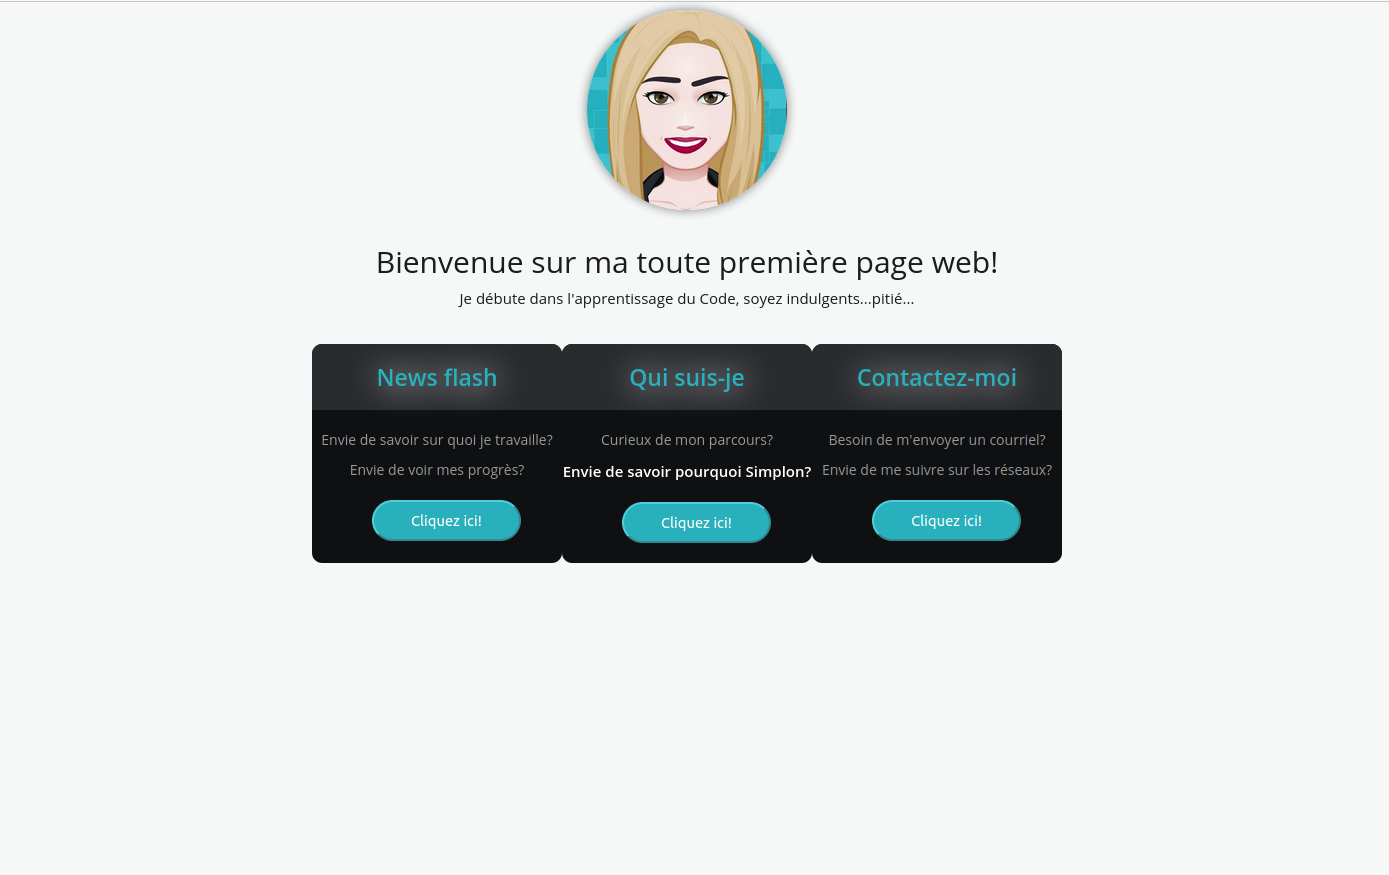 Bienvenue sur ma toute première page web!
Je débute dans l'apprentissage du Code, soyez indulgents...pitié...
News flash
Envie de savoir sur quoi je travaille?
Envie de voir mes progrès?
Cliquez ici!
Qui suis-je
Curieux de mon parcours?
Envie de savoir pourquoi Simplon?
Cliquez ici!
Contactez-moi
Besoin de m'envoyer un courriel?
Envie de me suivre sur les réseaux?
Cliquez ici!